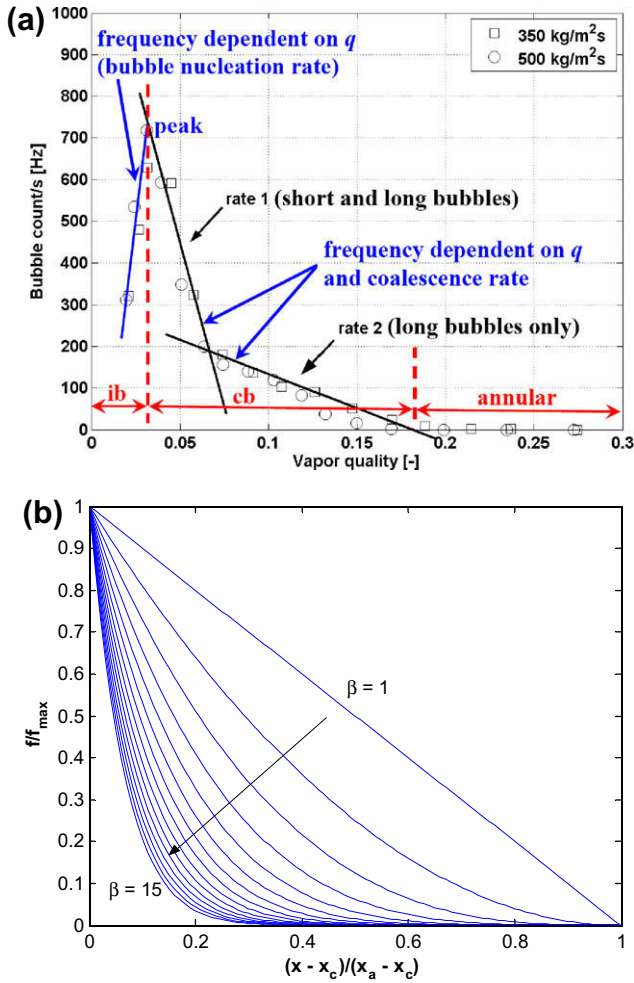 (a)
1000
900
800
700
600
500
400
300
200
100
0
Bubble count/s [Hz]
frequency dependent on q
(bubble nucleation rate)
350 kg/m²s
500 kg/m²s
peak
rate 1 (short and long bubbles)
frequency dependent on q
and coalescence rate
rate 2 (long bubbles only)
ib
cb
annular
0 0.05 0.1 0.15 0.2 0.25 0.3
Vapor quality [-]
(b)
1
0.9
0.8
0.7
0.6
0.5
0.4
0.3
0.2
0.1
0
f/fmax
β = 1
β = 15
0 0.2 0.4 0.6 0.8 1
(x - xc)/(xa - xc)